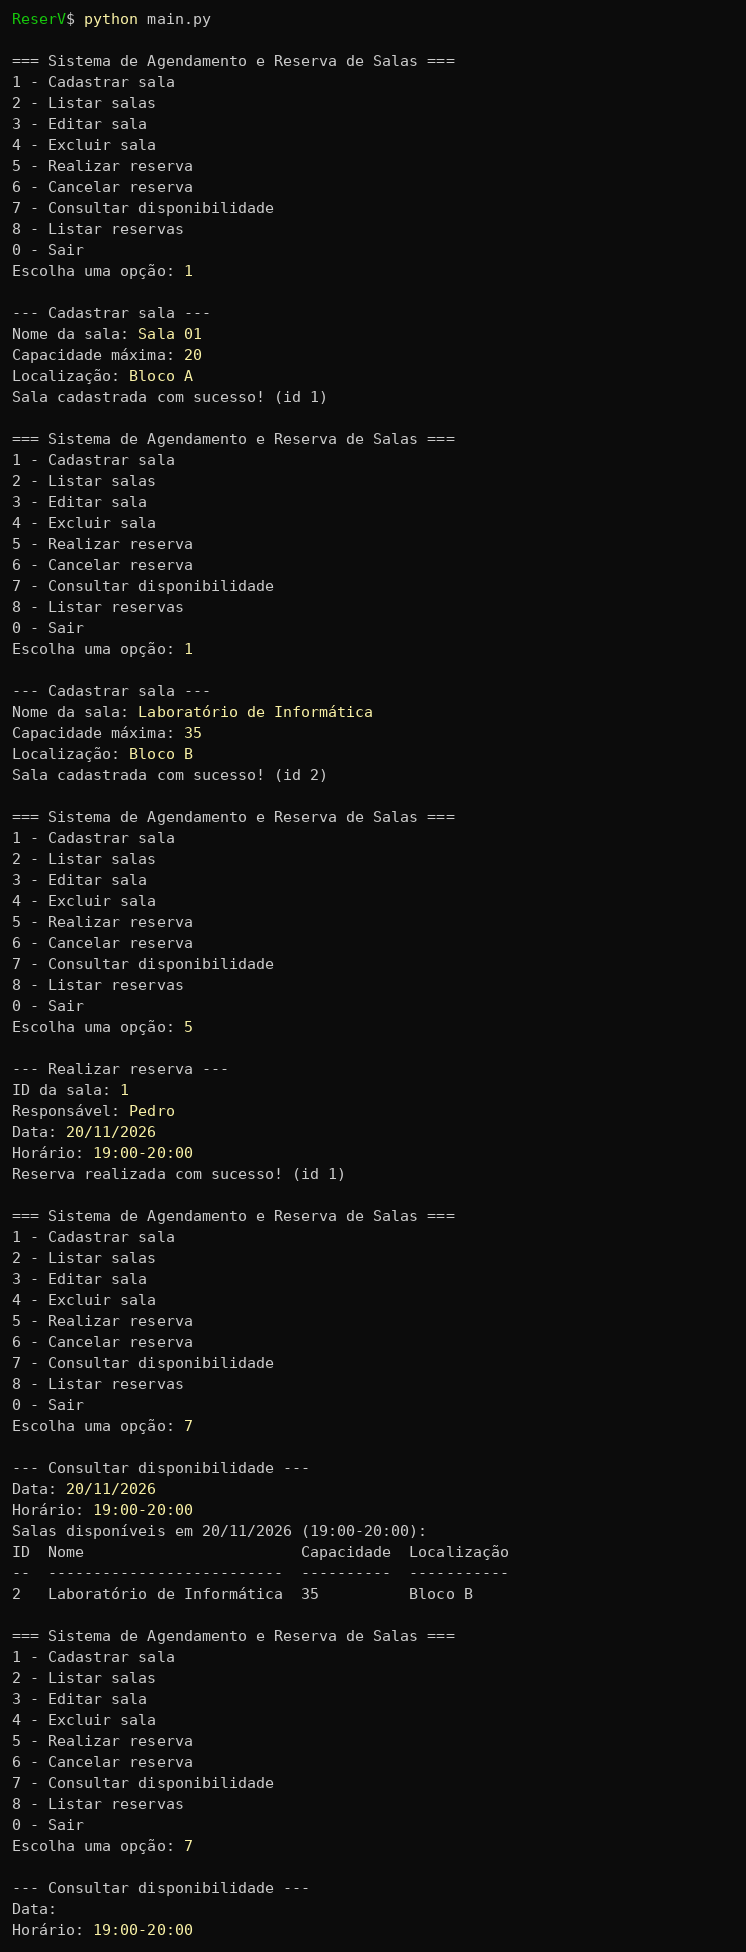 ReserV$ python main.py

=== Sistema de Agendamento e Reserva de Salas ===
1 - Cadastrar sala
2 - Listar salas
3 - Editar sala
4 - Excluir sala
5 - Realizar reserva
6 - Cancelar reserva
7 - Consultar disponibilidade
8 - Listar reservas
0 - Sair
Escolha uma opção: 1

--- Cadastrar sala ---
Nome da sala: Sala 01
Capacidade máxima: 20
Localização: Bloco A
Sala cadastrada com sucesso! (id 1)

=== Sistema de Agendamento e Reserva de Salas ===
1 - Cadastrar sala
2 - Listar salas
3 - Editar sala
4 - Excluir sala
5 - Realizar reserva
6 - Cancelar reserva
7 - Consultar disponibilidade
8 - Listar reservas
0 - Sair
Escolha uma opção: 1

--- Cadastrar sala ---
Nome da sala: Laboratório de Informática
Capacidade máxima: 35
Localização: Bloco B
Sala cadastrada com sucesso! (id 2)

=== Sistema de Agendamento e Reserva de Salas ===
1 - Cadastrar sala
2 - Listar salas
3 - Editar sala
4 - Excluir sala
5 - Realizar reserva
6 - Cancelar reserva
7 - Consultar disponibilidade
8 - Listar reservas
0 - Sair
Escolha uma opção: 5

--- Realizar reserva ---
ID da sala: 1
Responsável: Pedro
Data: 20/11/2026
Horário: 19:00-20:00
Reserva realizada com sucesso! (id 1)

=== Sistema de Agendamento e Reserva de Salas ===
1 - Cadastrar sala
2 - Listar salas
3 - Editar sala
4 - Excluir sala
5 - Realizar reserva
6 - Cancelar reserva
7 - Consultar disponibilidade
8 - Listar reservas
0 - Sair
Escolha uma opção: 7

--- Consultar disponibilidade ---
Data: 20/11/2026
Horário: 19:00-20:00
Salas disponíveis em 20/11/2026 (19:00-20:00):
ID  Nome                        Capacidade  Localização
--  --------------------------  ----------  -----------
2   Laboratório de Informática  35          Bloco B

=== Sistema de Agendamento e Reserva de Salas ===
1 - Cadastrar sala
2 - Listar salas
3 - Editar sala
4 - Excluir sala
5 - Realizar reserva
6 - Cancelar reserva
7 - Consultar disponibilidade
8 - Listar reservas
0 - Sair
Escolha uma opção: 7

--- Consultar disponibilidade ---
Data:
Horário: 19:00-20:00